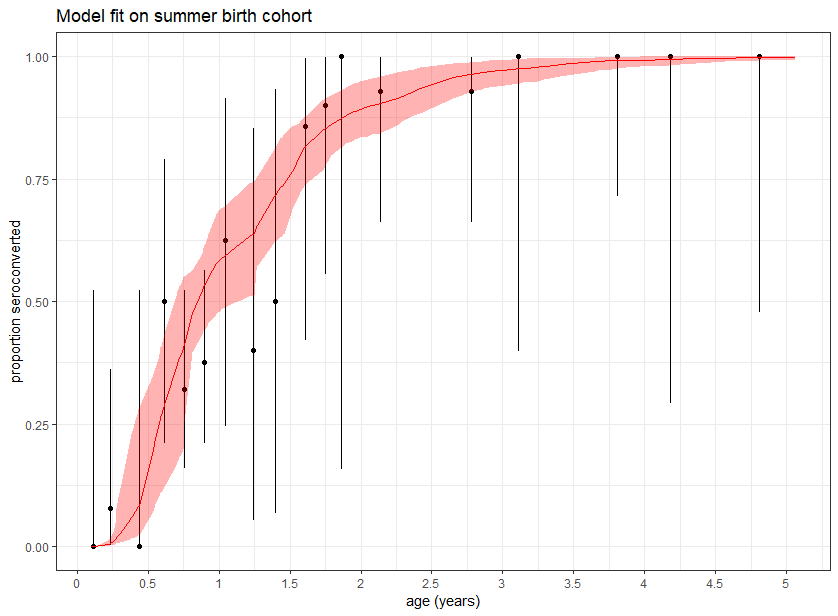 Model fit on summer birth cohort
1.00
0.75
0.50
0.25
0.00
proportion seroconverted
0 0.5 1 1.5 2 2.5 3 3.5 4 4.5 5
age (years)